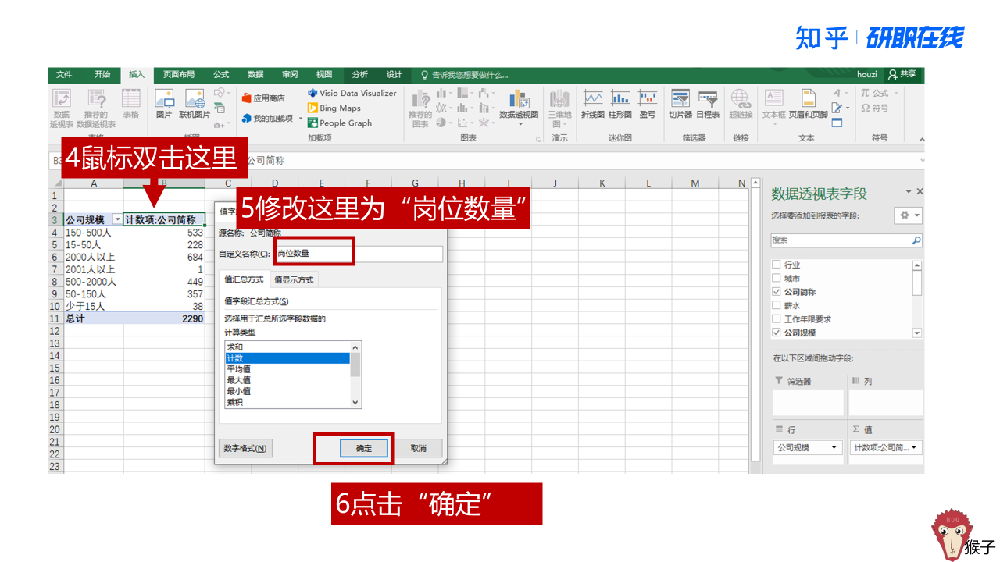 知乎 | 研职在线
文件 开始 插入 页面布局 公式 数据 审阅 视图 分析 设计 告诉我您想要做什么... houzi 共享
数据透视表 推荐的数据透视表 表格
图片 联机图片
应用商店
我的加载项
Visio Data Visualizer
Bing Maps
People Graph
加载项
推荐的图表
数据透视图
图表
三维地图
演示
折线图 柱形图 盈亏
迷你图
切片器 日程表
筛选器
超链接
链接
文本框 页眉和页脚
文本
π 公式
Ω 符号
符号
4鼠标双击这里
公司简称
A B C D E F G H I J K L M N
1
2
3 公司规模 计数项:公司简称
4 150-500人 533
5 15-50人 228
6 2000人以上 684
7 2001人以上 1
8 500-2000人 449
9 50-150人 357
10 少于15人 38
11 总计 2290
12
13
14
15
16
17
18
19
20
21
22
23
5修改这里为“岗位数量”
值字
源名称: 公司简称
自定义名称(C): 岗位数量
值汇总方式 值显示方式
值字段汇总方式(S)
选择用于汇总所选字段数据的
计算类型
求和
计数
平均值
最大值
最小值
乘积
数字格式(N) 确定 取消
6点击“确定”
数据透视表字段
选择要添加到报表的字段:
搜索
行业
城市
公司简称
薪水
工作年限要求
公司规模
在以下区域间拖动字段:
筛选器 列
行 Σ 值
公司规模 计数项:公司简...
HOU
猴子